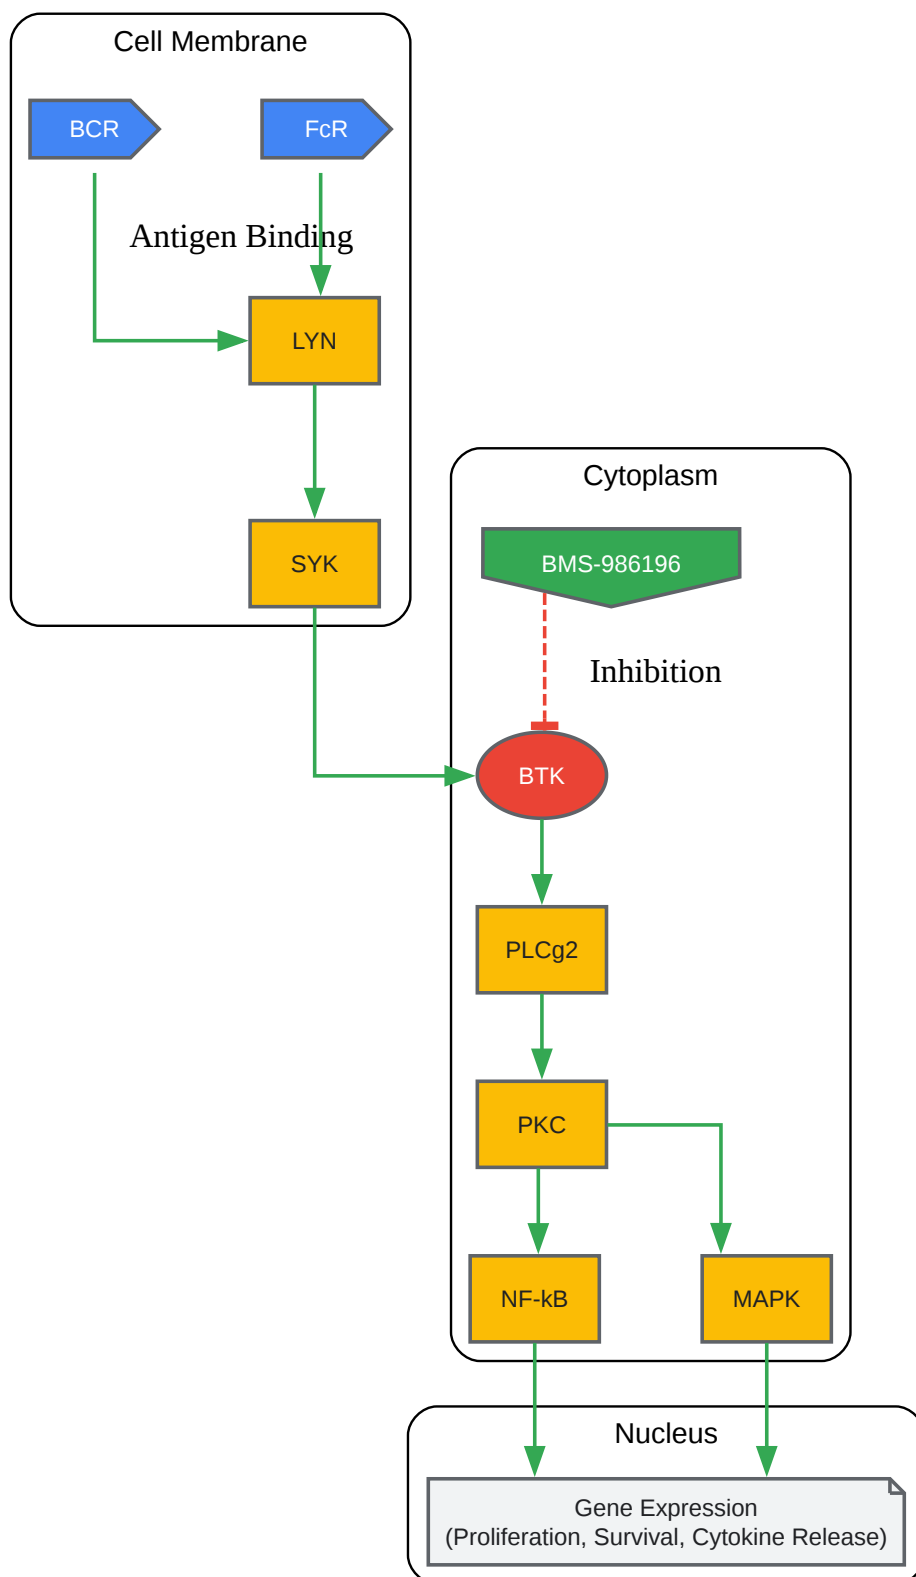 Cell Membrane
BCR
FcR
Antigen Binding
LYN
SYK
Cytoplasm
BMS-986196
Inhibition
BTK
PLCg2
PKC
NF-kB
MAPK
Nucleus
Gene Expression
(Proliferation, Survival, Cytokine Release)